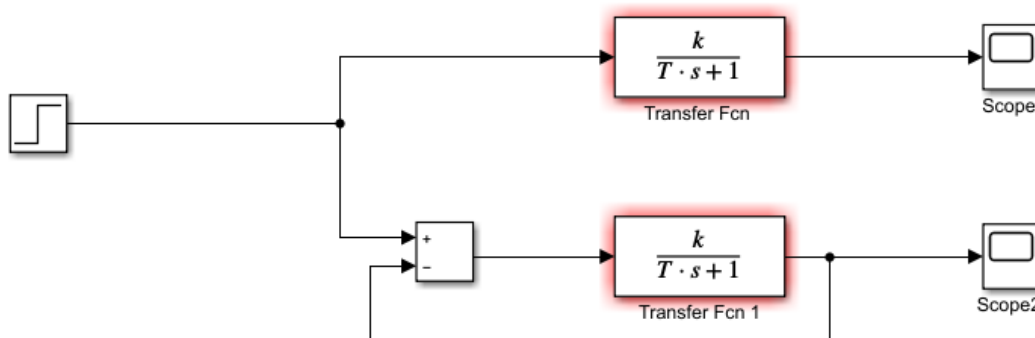 k
T · s + 1
Transfer Fcn
Scope
+
−
k
T · s + 1
Transfer Fcn 1
Scope2